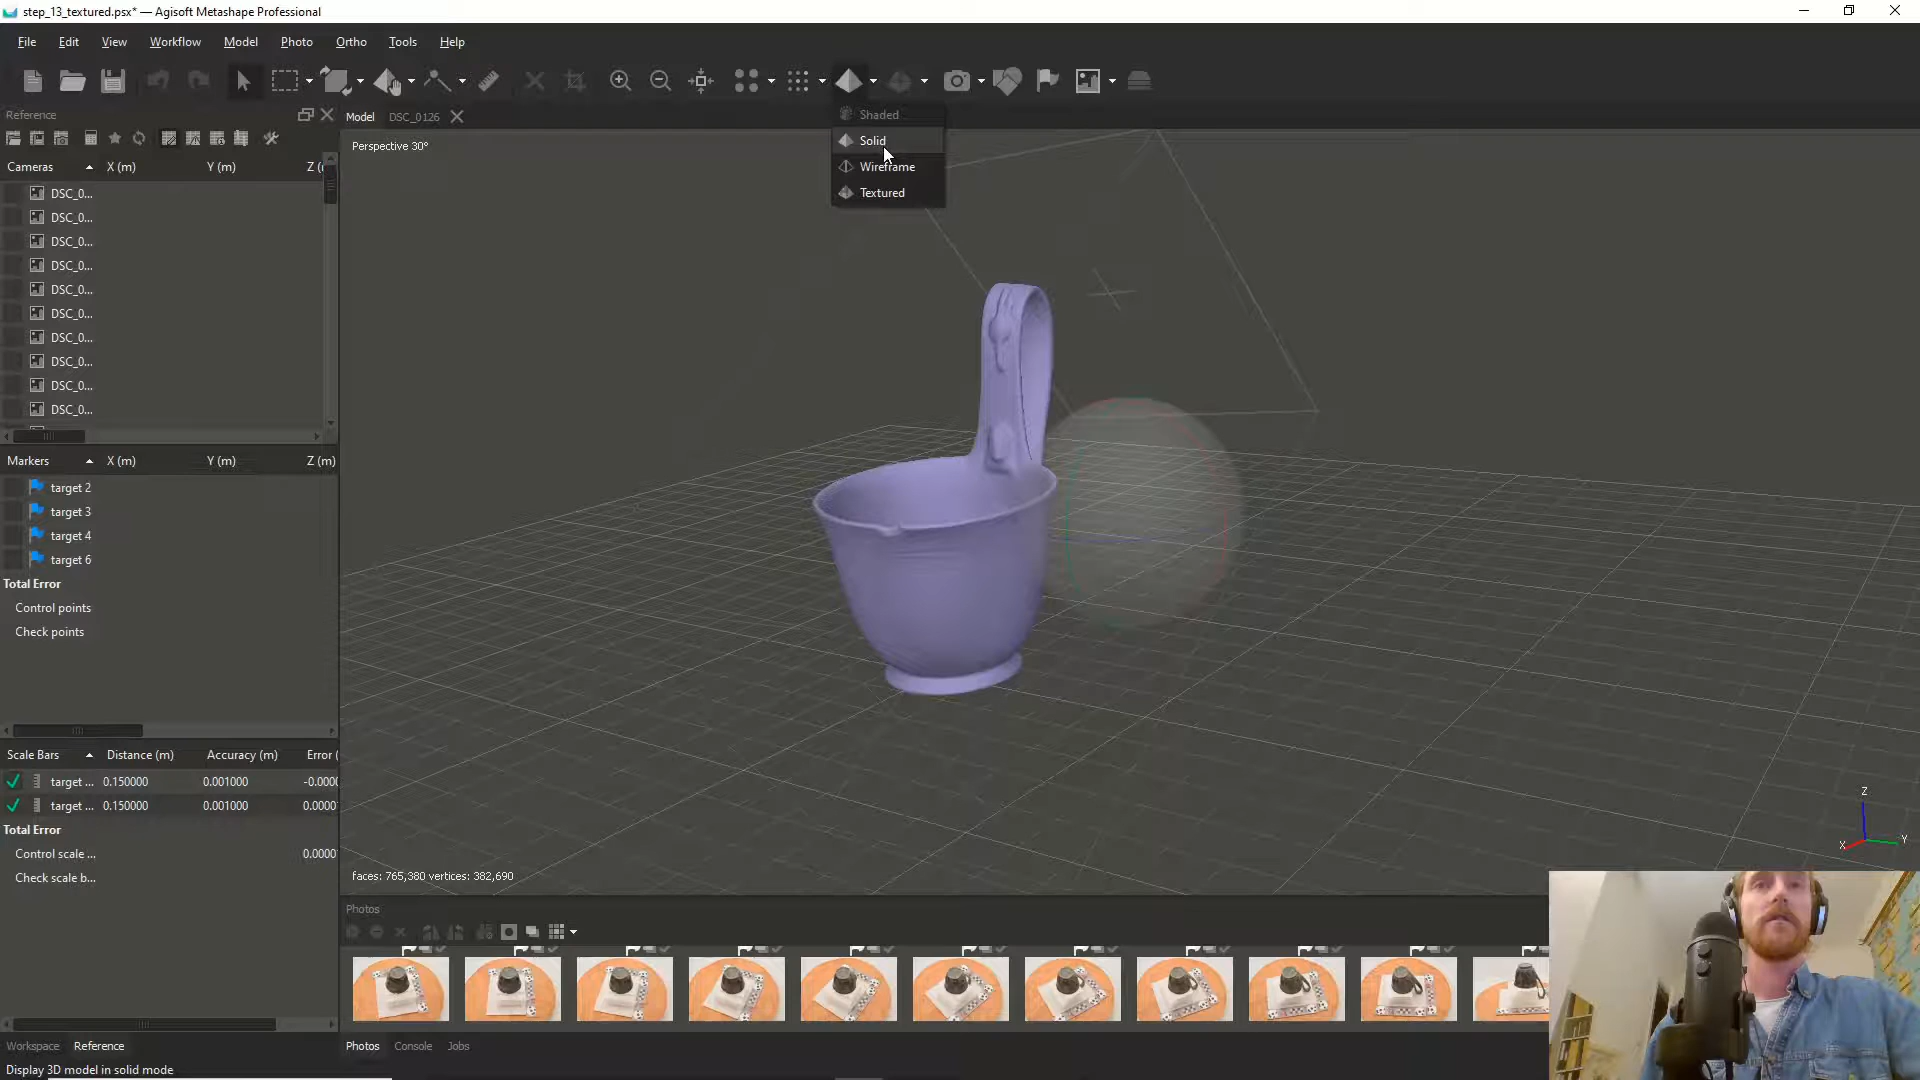 step_13_textured.psx* — Agisoft Metashape Professional
File Edit View Workflow Model Photo Ortho Tools Help
Reference
Model DSC_0126
Shaded
Solid
Wireframe
Textured
Perspective 30°
Cameras X (m) Y (m) Z (
DSC_0...
DSC_0...
DSC_0...
DSC_0...
DSC_0...
DSC_0...
DSC_0...
DSC_0...
DSC_0...
DSC_0...
Markers X (m) Y (m) Z (m)
target 2
target 3
target 4
target 6
Total Error
Control points
Check points
Scale Bars Distance (m) Accuracy (m) Error (
target ... 0.150000 0.001000 -0.0000
target ... 0.150000 0.001000 0.0000
Total Error
Control scale ... 0.0000
Check scale b...
Z
X
Y
faces: 765,380 vertices: 382,690
Photos
Workspace Reference
Photos Console Jobs
Display 3D model in solid mode